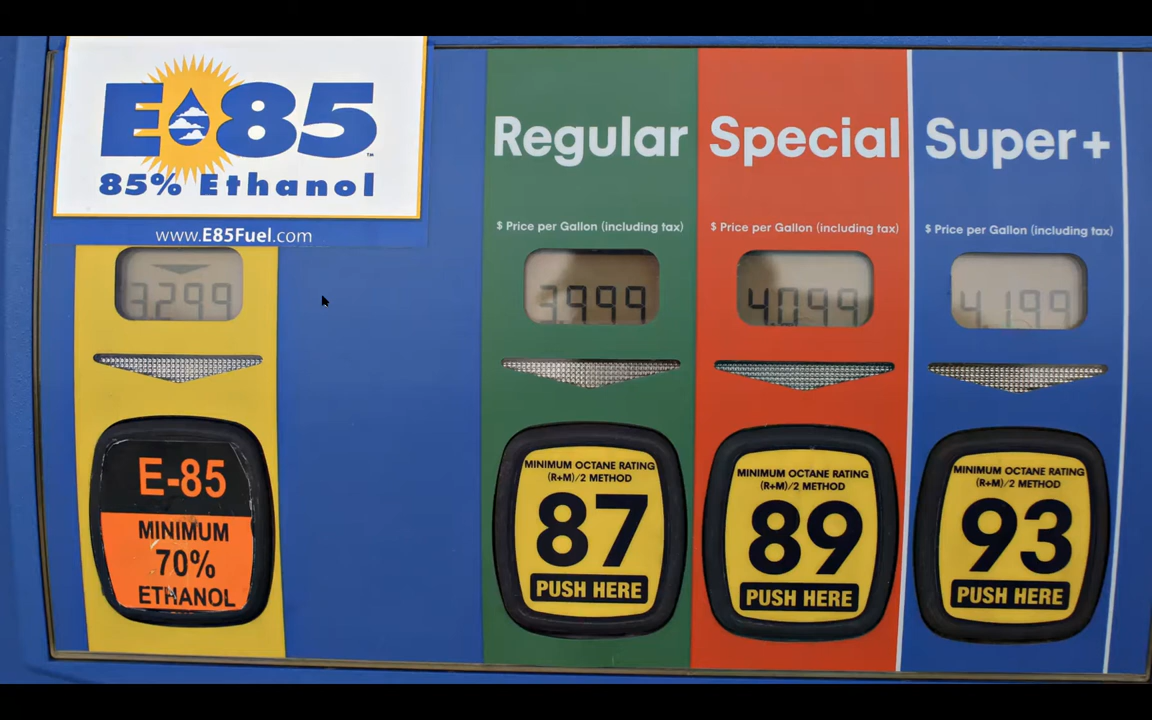 E 85™
85% Ethanol
www.E85Fuel.com
3.299
E-85
MINIMUM
70%
ETHANOL
Regular
$ Price per Gallon (including tax)
3.999
MINIMUM OCTANE RATING
(R+M)/2 METHOD
87
PUSH HERE
Special
$ Price per Gallon (including tax)
4.099
MINIMUM OCTANE RATING
(R+M)/2 METHOD
89
PUSH HERE
Super+
$ Price per Gallon (including tax)
4.199
MINIMUM OCTANE RATING
(R+M)/2 METHOD
93
PUSH HERE